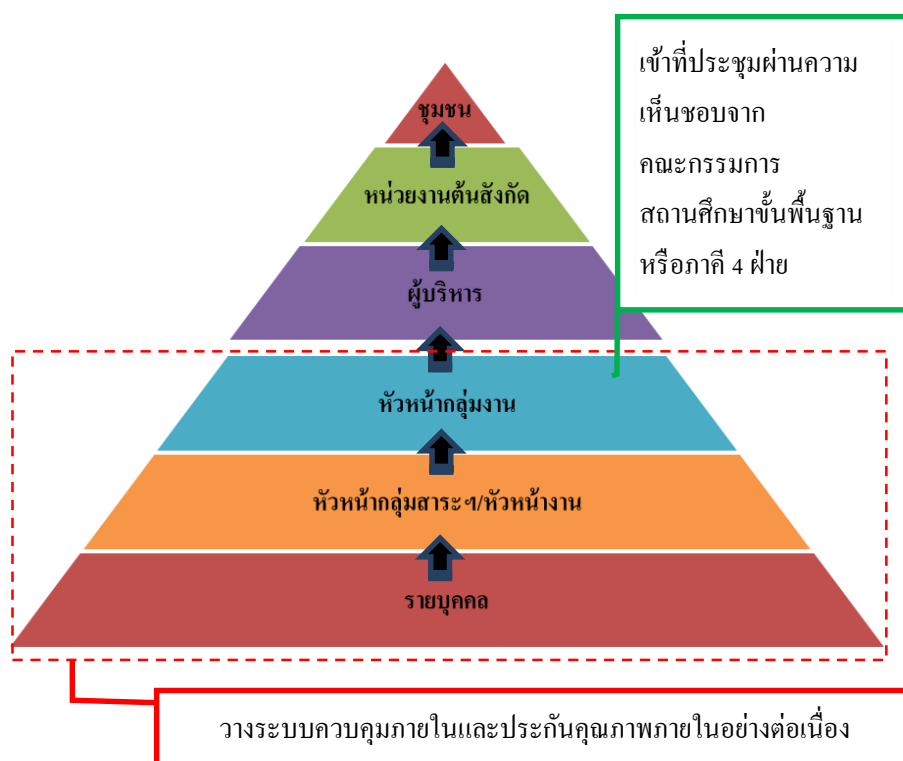 เข้าที่ประชุมผ่านความ
เห็นชอบจาก
คณะกรรมการ
สถานศึกษาขั้นพื้นฐาน
หรือภาคี 4 ฝ่าย
ชุมชน
หน่วยงานต้นสังกัด
ผู้บริหาร
หัวหน้ากลุ่มงาน
หัวหน้ากลุ่มสาระฯ/หัวหน้างาน
รายบุคคล
วางระบบควบคุมภายในและประกันคุณภาพภายในอย่างต่อเนื่อง